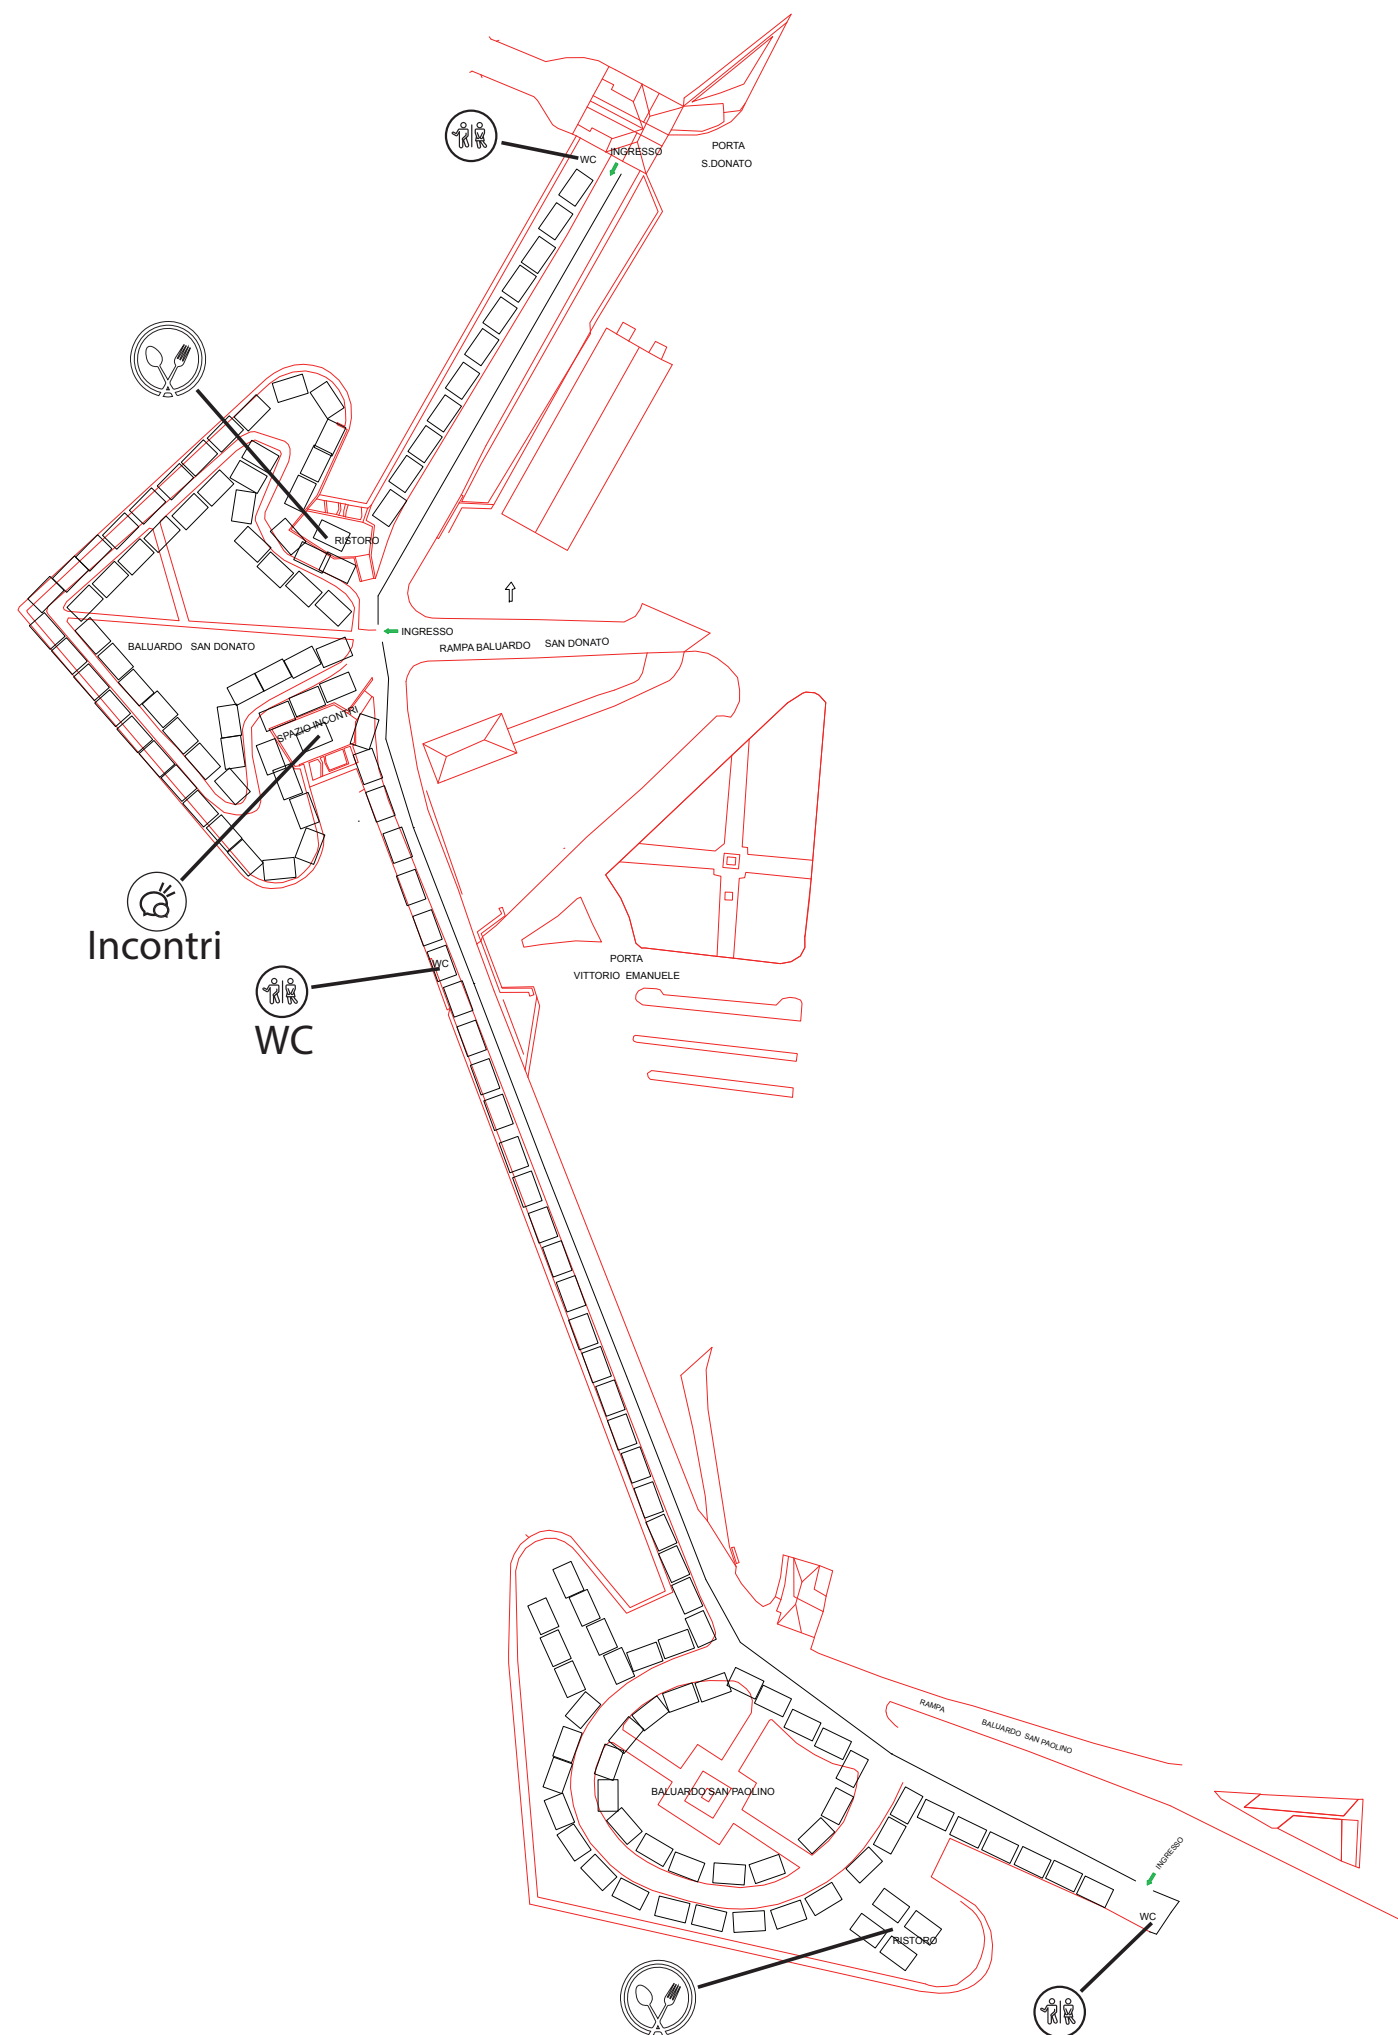 PORTA
S.DONATO
WC
INGRESSO
RISTORO
INGRESSO
BALUARDO SAN DONATO
RAMPA BALUARDO SAN DONATO
SPAZIO INCONTRI
Incontri
WC
WC
PORTA
VITTORIO EMANUELE
RAMPA BALUARDO SAN PAOLINO
BALUARDO SAN PAOLINO
INGRESSO
WC
RISTORO